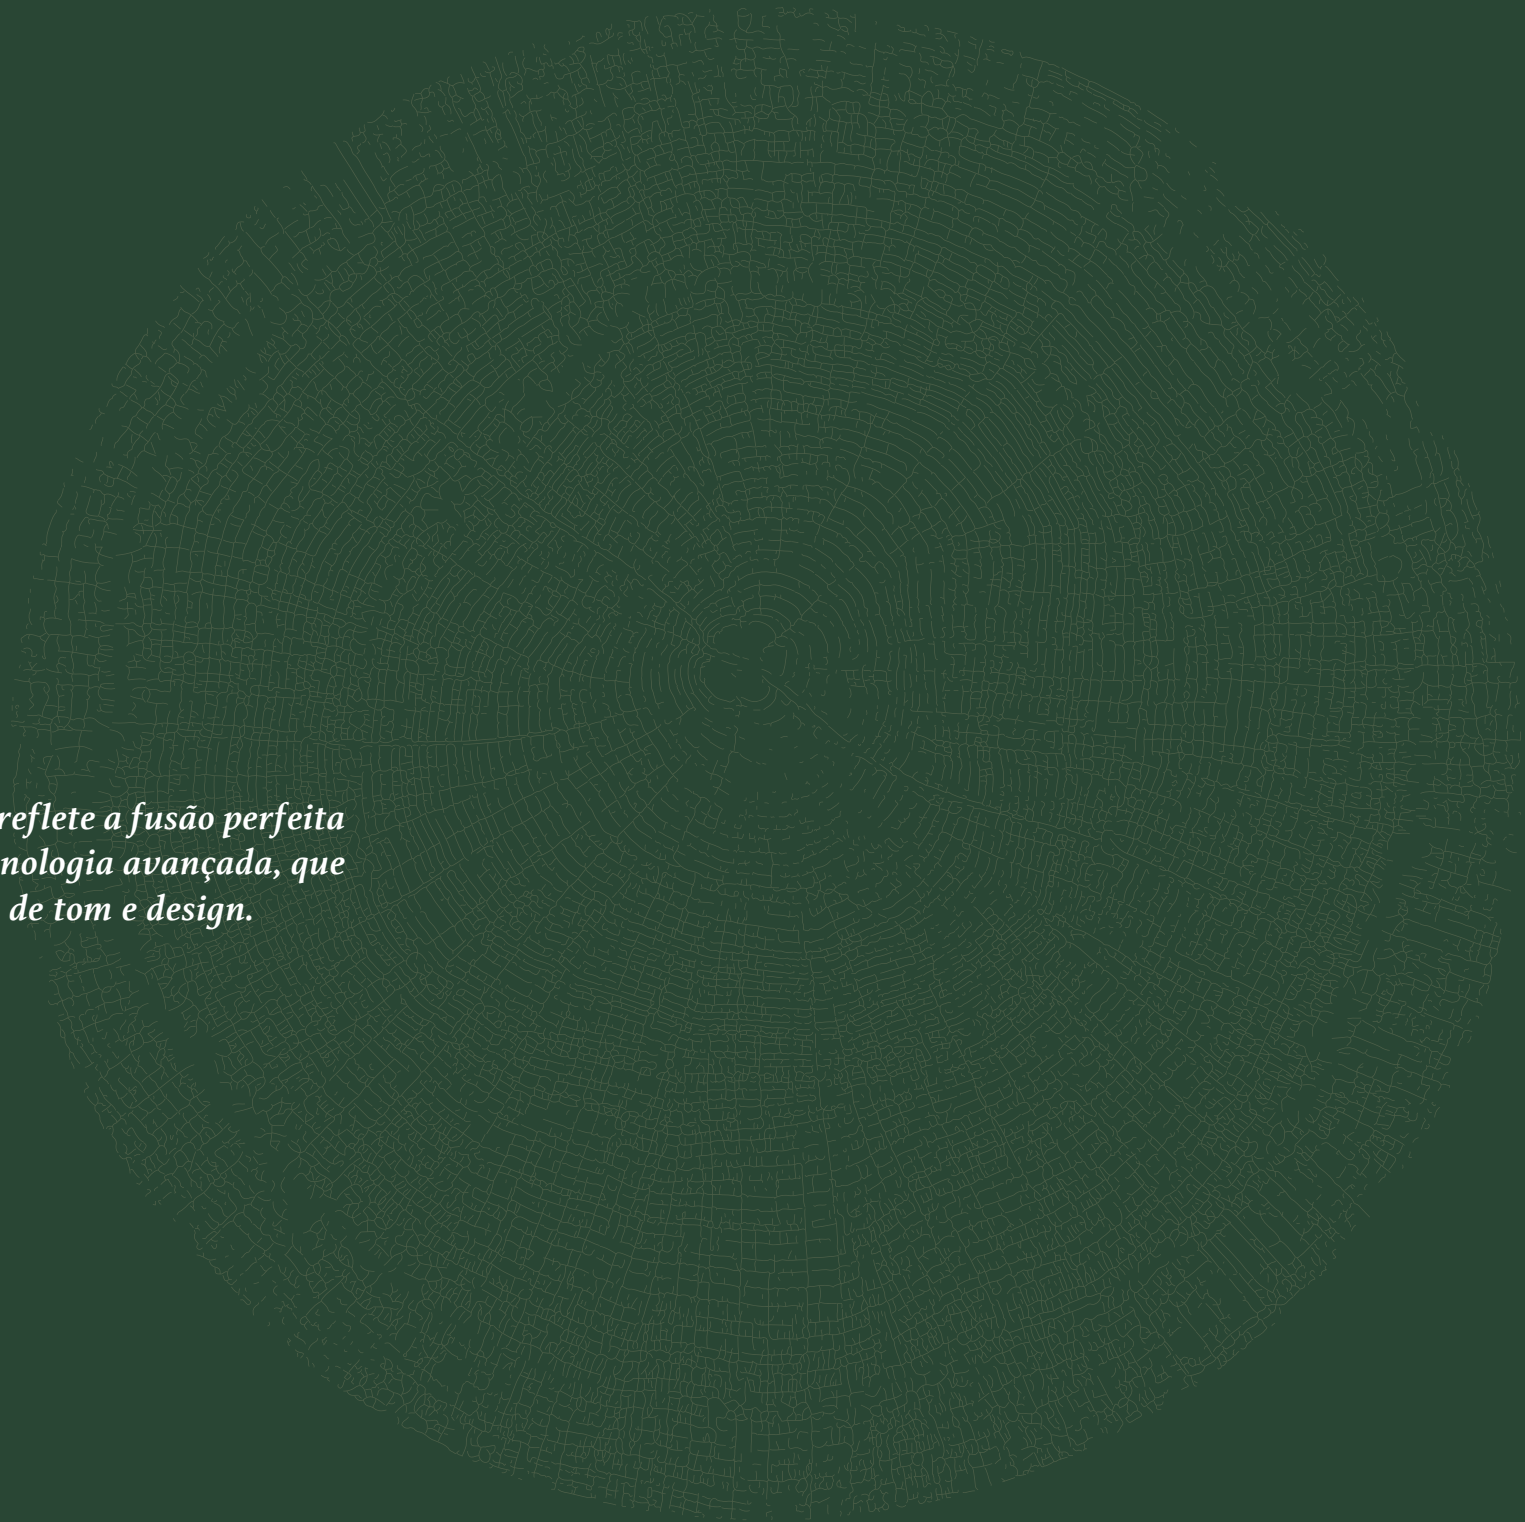 reflete a fusão perfeita
nologia avançada, que
de tom e design.